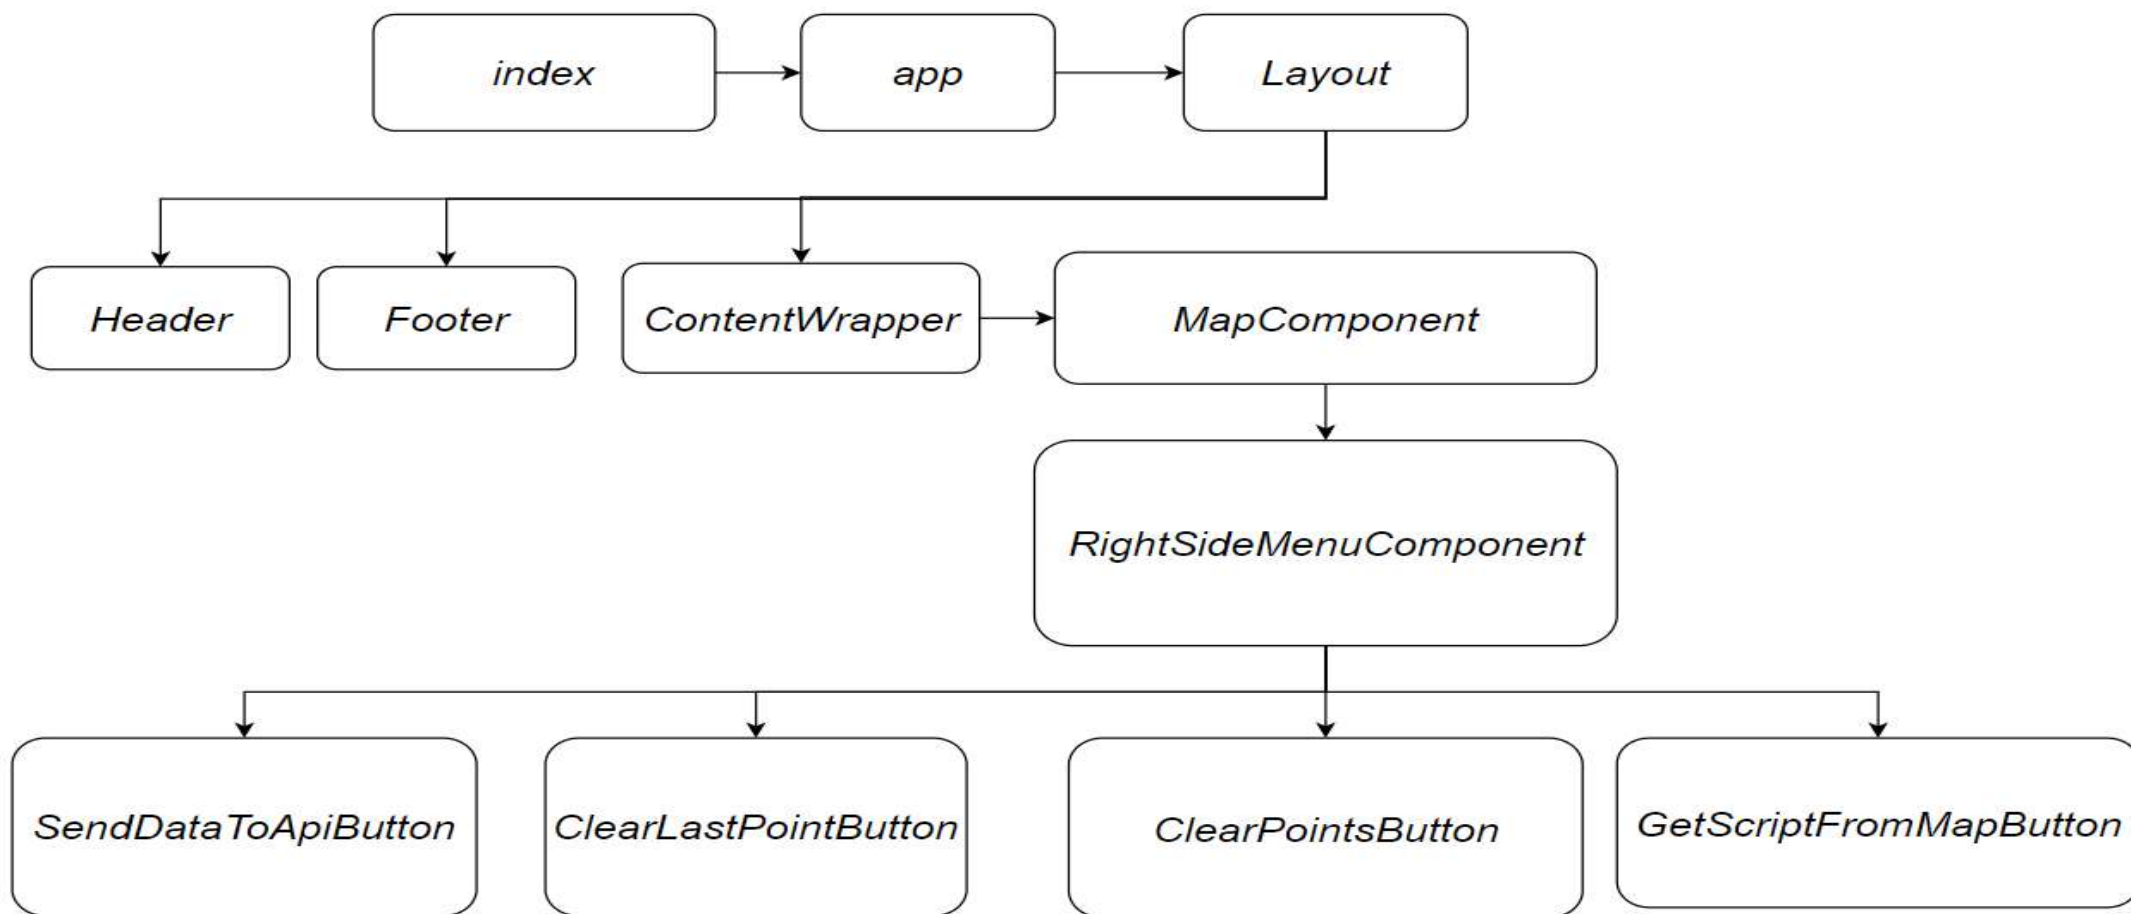 index
app
Layout
Header
Footer
ContentWrapper
MapComponent
RightSideMenuComponent
SendDataToApiButton
ClearLastPointButton
ClearPointsButton
GetScriptFromMapButton